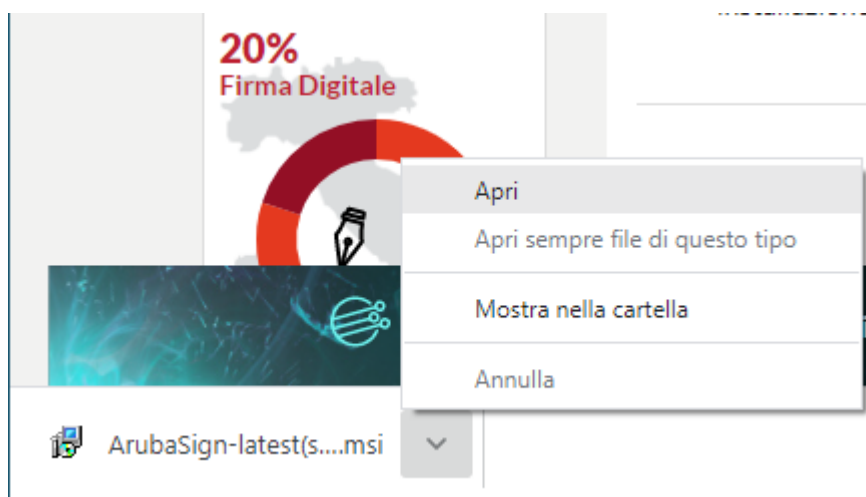 20%
Firma Digitale
Apri
Apri sempre file di questo tipo
Mostra nella cartella
Annulla
ArubaSign-latest(s....msi